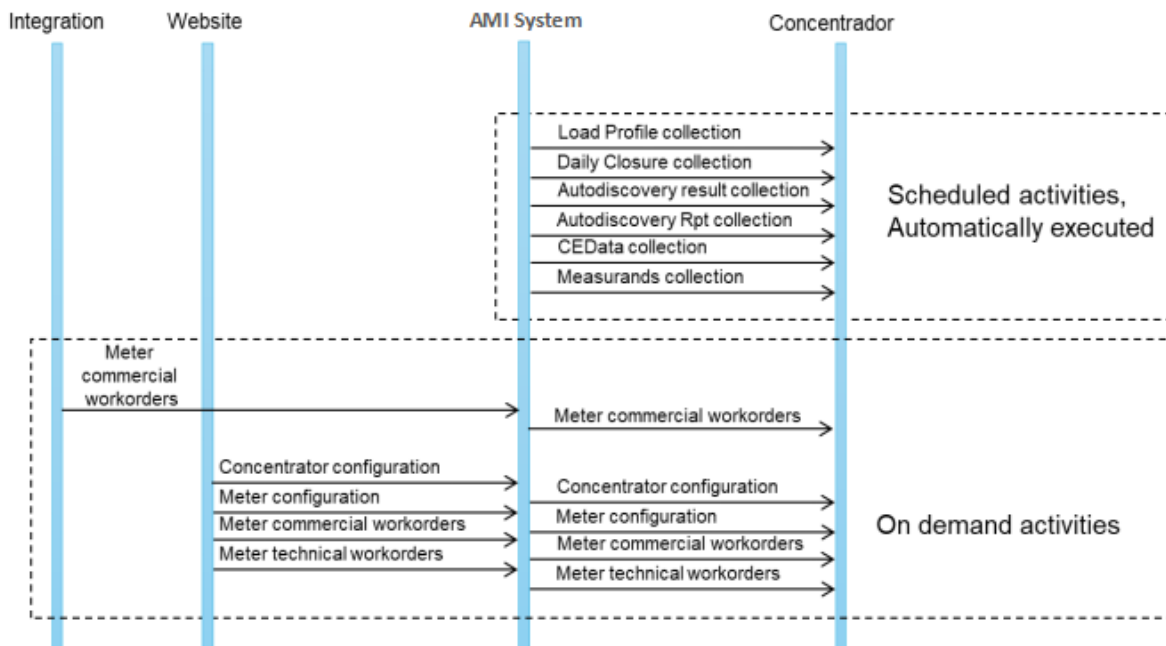 Integration
Website
AMI System
Concentrador
Load Profile collection
Daily Closure collection
Autodiscovery result collection
Autodiscovery Rpt collection
CEData collection
Measurands collection
Scheduled activities,
Automatically executed
Meter
commercial
workorders
Meter commercial workorders
Concentrator configuration
Meter configuration
Meter commercial workorders
Meter technical workorders
Concentrator configuration
Meter configuration
Meter commercial workorders
Meter technical workorders
On demand activities